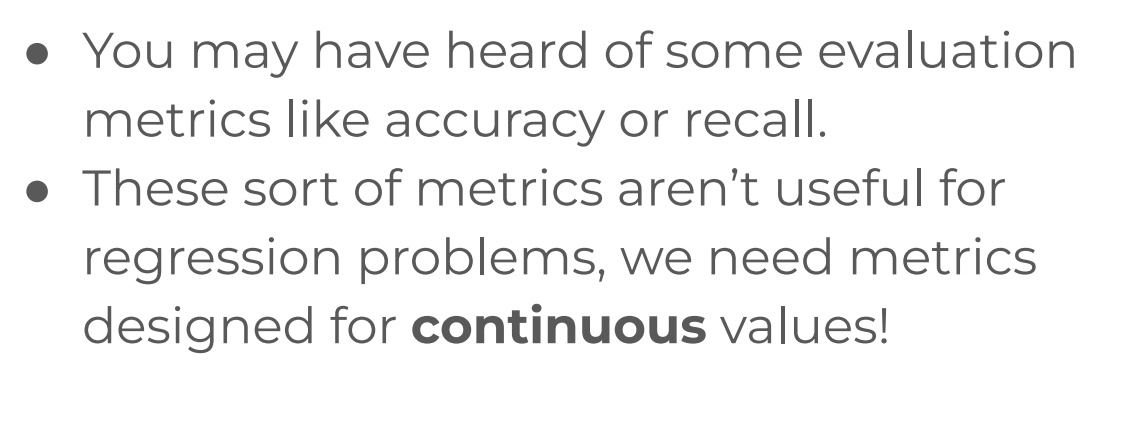 ● You may have heard of some evaluation
metrics like accuracy or recall.
● These sort of metrics aren’t useful for
regression problems, we need metrics
designed for continuous values!